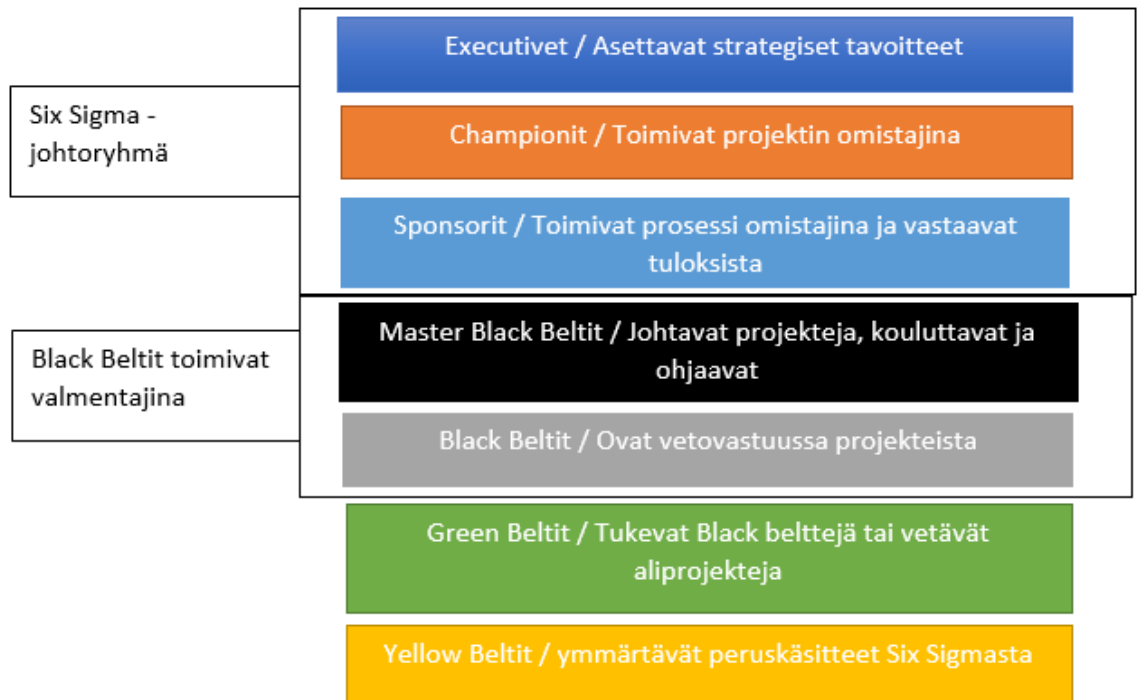 Executivet / Asettavat strategiset tavoitteet
Six Sigma -
johtoryhmä
Championit / Toimivat projektin omistajina
Sponsorit / Toimivat prosessi omistajina ja vastaavat
tuloksista
Master Black Beltit / Johtavat projekteja, kouluttavat ja
ohjaavat
Black Beltit toimivat
valmentajina
Black Beltit / Ovat vetovastuussa projekteista
Green Beltit / Tukevat Black belttejä tai vetävät
aliprojekteja
Yellow Beltit / ymmärtävät peruskäsitteet Six Sigmasta